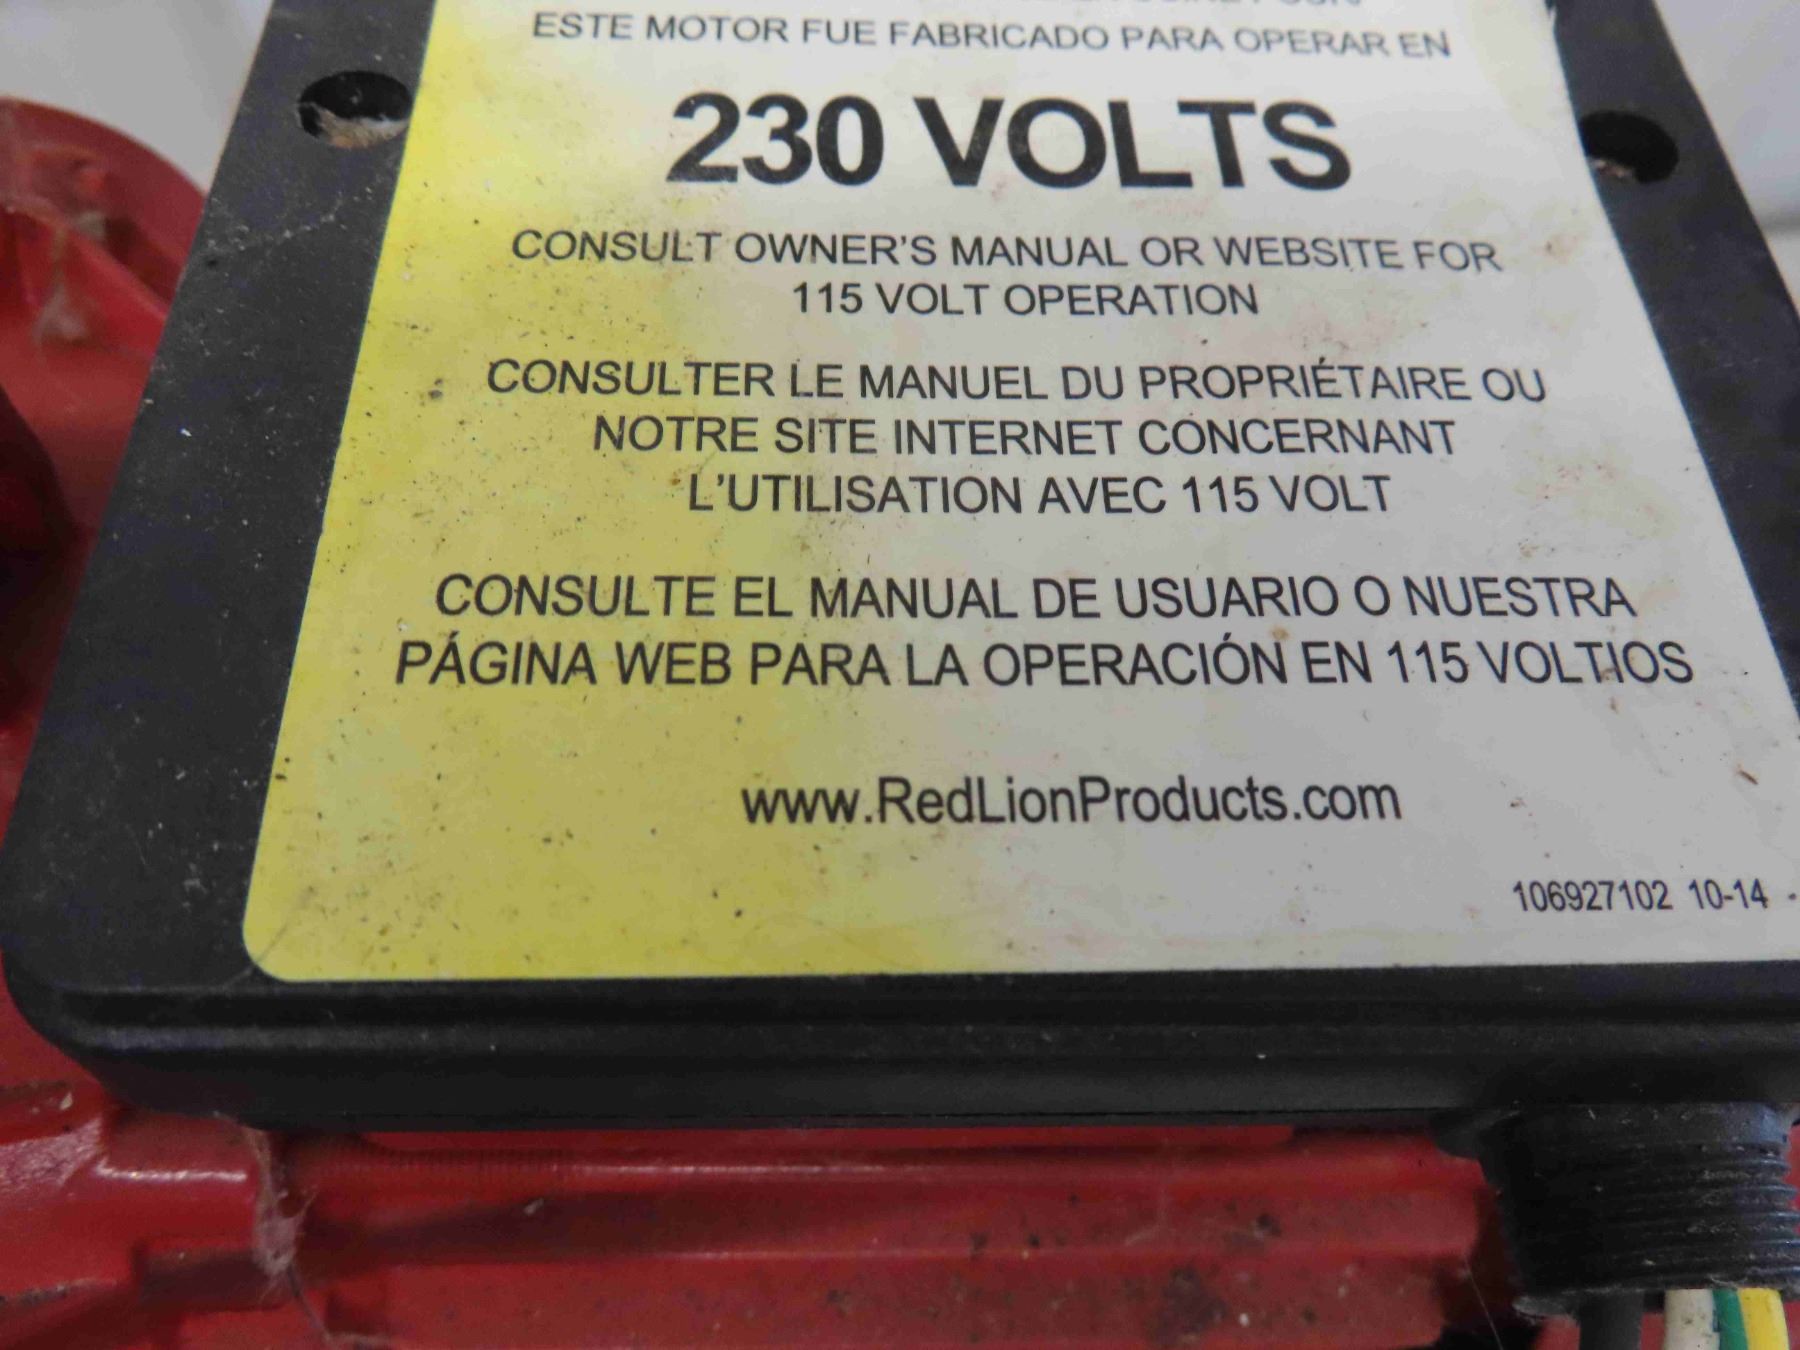 ESTE MOTOR FUE FABRICADO PARA OPERAR EN
230 VOLTS
CONSULT OWNER'S MANUAL OR WEBSITE FOR
115 VOLT OPERATION
CONSULTER LE MANUEL DU PROPRIÉTAIRE OU
NOTRE SITE INTERNET CONCERNANT
L'UTILISATION AVEC 115 VOLT
CONSULTE EL MANUAL DE USUARIO O NUESTRA
PÁGINA WEB PARA LA OPERACIÓN EN 115 VOLTIOS
www.RedLionProducts.com
106927102 10-14